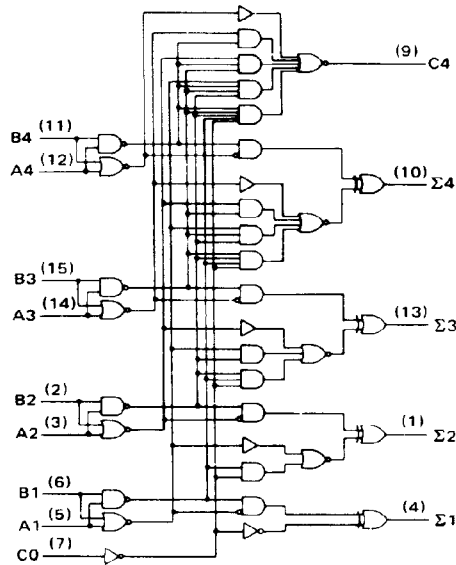 (9)
C4
B4 (11)
A4 (12)
(10)
Σ4
B3 (15)
A3 (14)
(13)
Σ3
B2 (2)
A2 (3)
(1)
Σ2
B1 (6)
A1 (5)
(4)
Σ1
C0 (7)